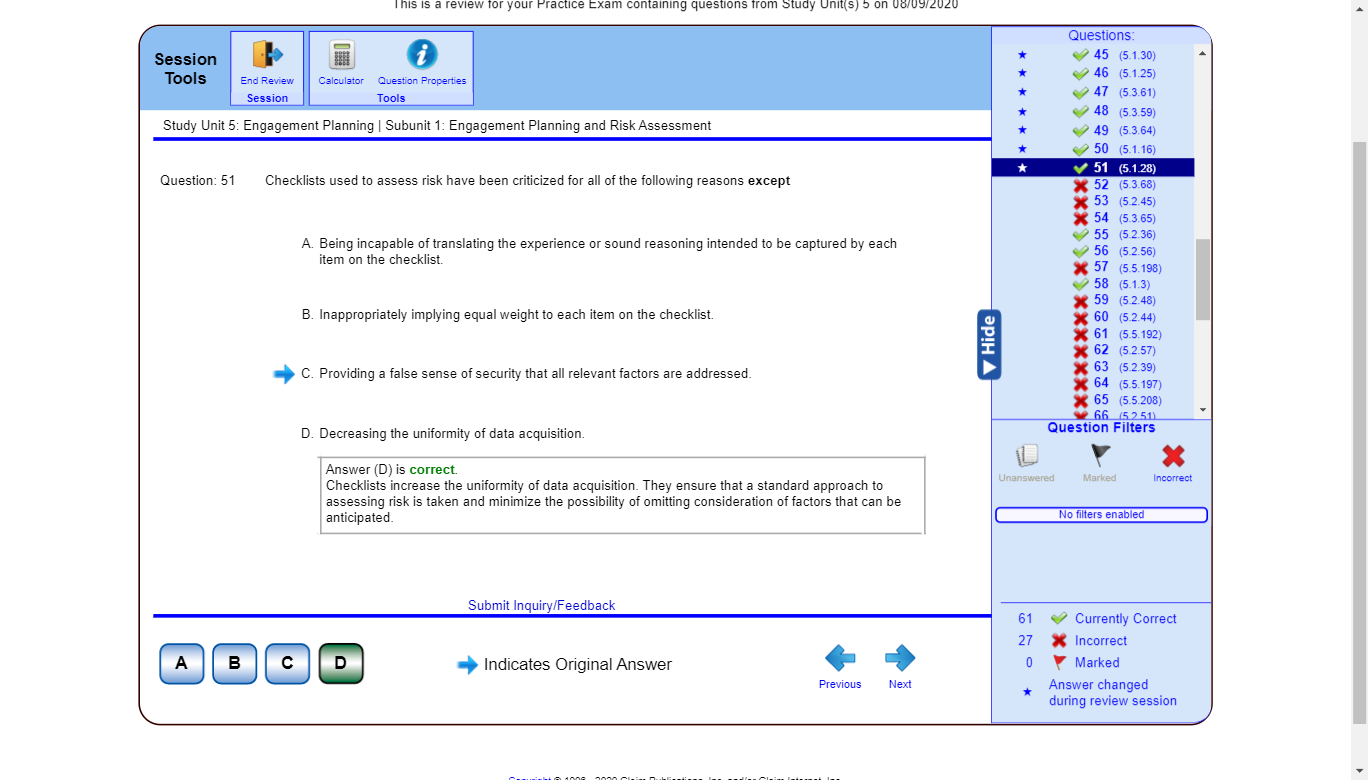 This is a review for your Practice Exam containing questions from Study Unit(s) 5 on 08/09/2020
Session
Tools
End Review
Session
Calculator
Question Properties
Tools
Study Unit 5: Engagement Planning | Subunit 1: Engagement Planning and Risk Assessment
Question: 51 Checklists used to assess risk have been criticized for all of the following reasons except
A. Being incapable of translating the experience or sound reasoning intended to be captured by each
item on the checklist.
B. Inappropriately implying equal weight to each item on the checklist.
C. Providing a false sense of security that all relevant factors are addressed.
D. Decreasing the uniformity of data acquisition.
Answer (D) is correct.
Checklists increase the uniformity of data acquisition. They ensure that a standard approach to
assessing risk is taken and minimize the possibility of omitting consideration of factors that can be
anticipated.
Submit Inquiry/Feedback
A B C D
Indicates Original Answer
Previous
Next
Hide
Questions:
45 (5.1.30)
46 (5.1.25)
47 (5.3.61)
48 (5.3.59)
49 (5.3.64)
50 (5.1.16)
51 (5.1.28)
52 (5.3.68)
53 (5.2.45)
54 (5.3.65)
55 (5.2.36)
56 (5.2.56)
57 (5.5.198)
58 (5.1.3)
59 (5.2.48)
60 (5.2.44)
61 (5.5.192)
62 (5.2.57)
63 (5.2.39)
64 (5.5.197)
65 (5.5.208)
66 (5.2.51)
Question Filters
Unanswered
Marked
Incorrect
No filters enabled
61 Currently Correct
27 Incorrect
0 Marked
Answer changed
during review session
Copyright © 1996 - 2020 Gleim Publications, Inc. and/or Gleim Internet, Inc.